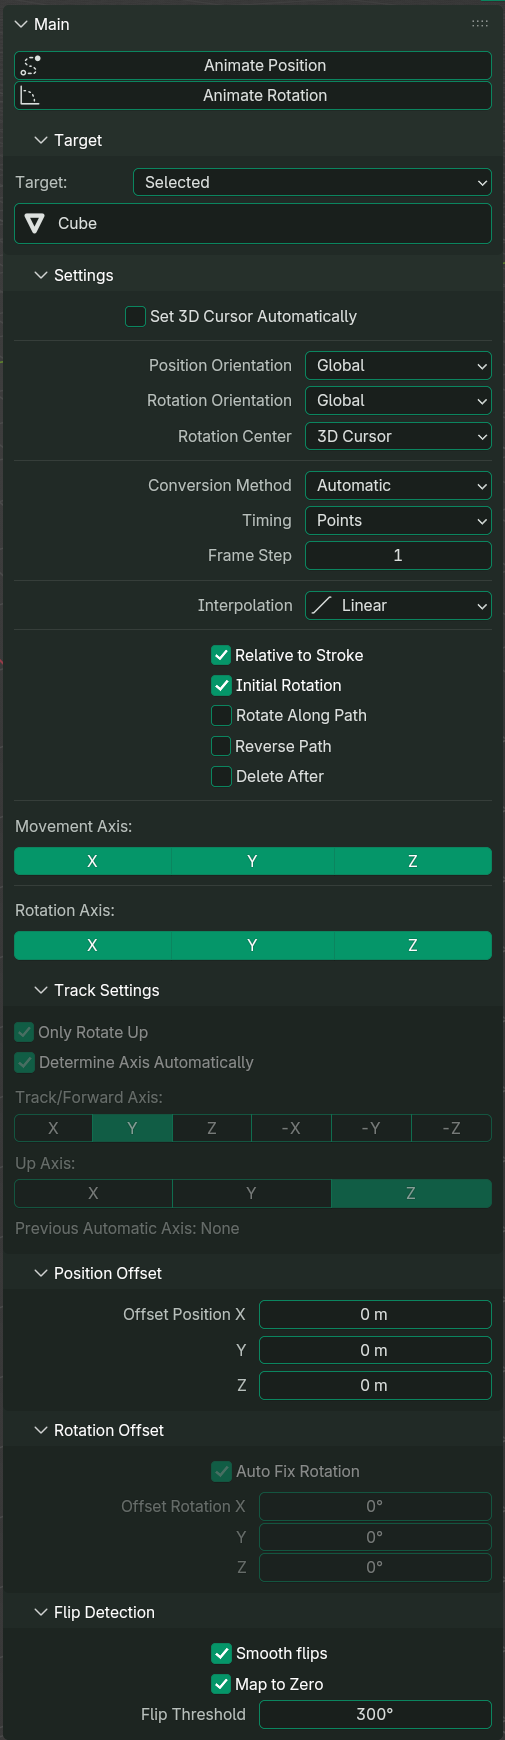 Main
Animate Position
Animate Rotation
Target
Target: Selected
Cube
Settings
Set 3D Cursor Automatically
Position Orientation Global
Rotation Orientation Global
Rotation Center 3D Cursor
Conversion Method Automatic
Timing Points
Frame Step 1
Interpolation Linear
Relative to Stroke
Initial Rotation
Rotate Along Path
Reverse Path
Delete After
Movement Axis:
X Y Z
Rotation Axis:
X Y Z
Track Settings
Only Rotate Up
Determine Axis Automatically
Track/Forward Axis:
X Y Z -X -Y -Z
Up Axis:
X Y Z
Previous Automatic Axis: None
Position Offset
Offset Position X 0 m
Y 0 m
Z 0 m
Rotation Offset
Auto Fix Rotation
Offset Rotation X 0°
Y 0°
Z 0°
Flip Detection
Smooth flips
Map to Zero
Flip Threshold 300°